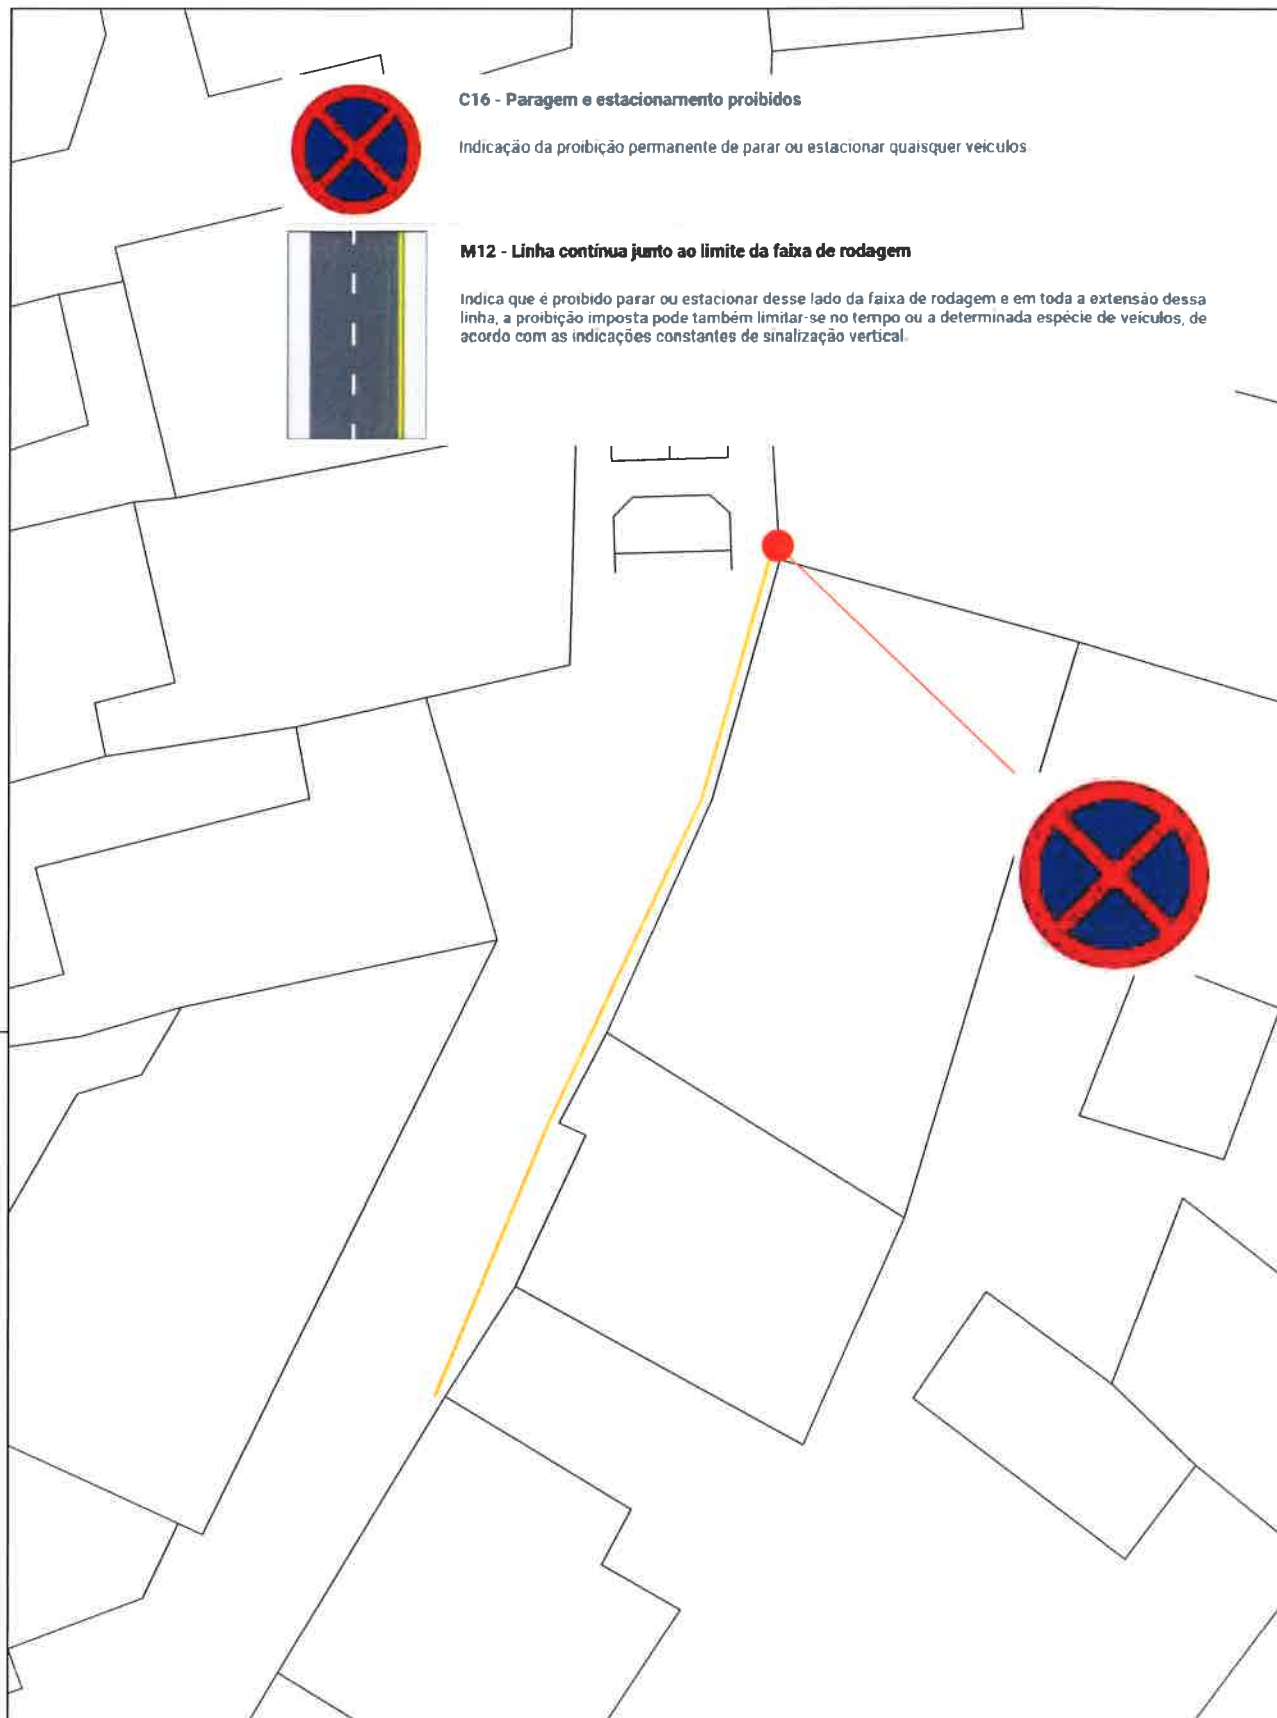 C16 - Paragem e estacionamento proibidos
Indicação da proibição permanente de parar ou estacionar quaisquer veículos.
M12 - Linha contínua junto ao limite da faixa de rodagem
Indica que é proibido parar ou estacionar desse lado da faixa de rodagem e em toda a extensão dessa
linha, a proibição imposta pode também limitar-se no tempo ou a determinada espécie de veículos, de
acordo com as indicações constantes de sinalização vertical.